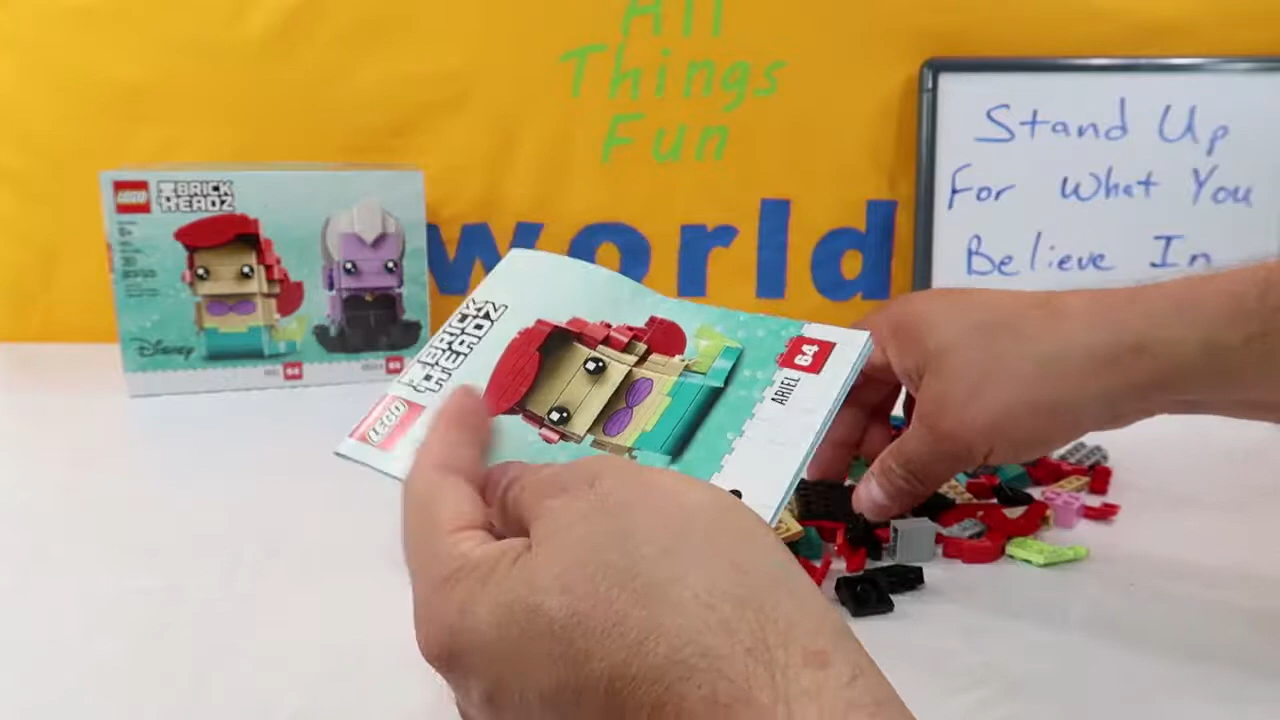 All
Things
Fun
world
Stand Up
For What You
Believe In
LEGO
BRICK
HEADZ
Disney
64
LEGO
BRICK
HEADZ
ARIEL 64